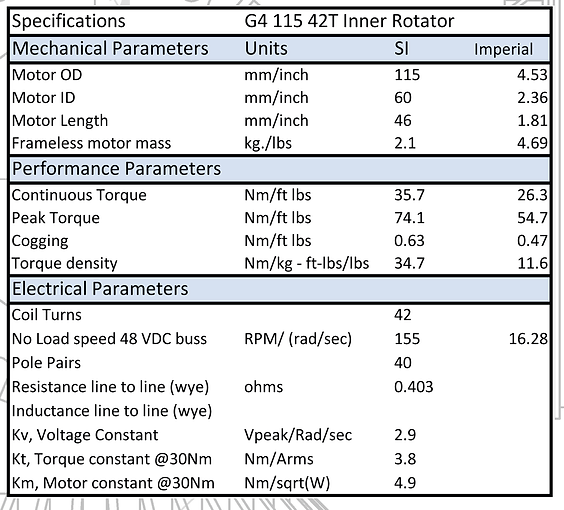 Specifications G4 115 42T Inner Rotator
Mechanical Parameters Units SI Imperial
Motor OD mm/inch 115 4.53
Motor ID mm/inch 60 2.36
Motor Length mm/inch 46 1.81
Frameless motor mass kg./lbs 2.1 4.69
Performance Parameters
Continuous Torque Nm/ft lbs 35.7 26.3
Peak Torque Nm/ft lbs 74.1 54.7
Cogging Nm/ft lbs 0.63 0.47
Torque density Nm/kg - ft-lbs/lbs 34.7 11.6
Electrical Parameters
Coil Turns 42
No Load speed 48 VDC buss RPM/ (rad/sec) 155 16.28
Pole Pairs 40
Resistance line to line (wye) ohms 0.403
Inductance line to line (wye)
Kv, Voltage Constant Vpeak/Rad/sec 2.9
Kt, Torque constant @30Nm Nm/Arms 3.8
Km, Motor constant @30Nm Nm/sqrt(W) 4.9